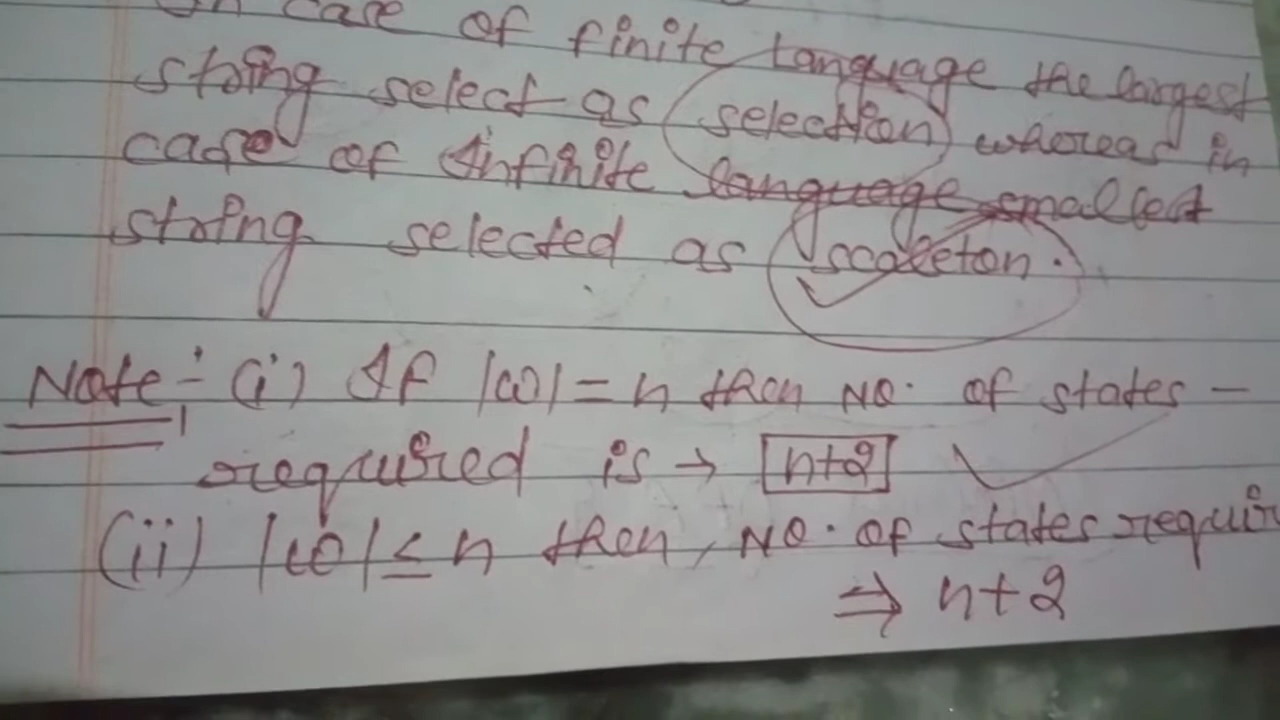 In case of finite language the largest
string select as selection whereas in
case of Infinite language smallest
string selected as scaleton.
Note :- (i) If |ω| = n then NO. of states -
required is → n+2
(ii) |ω| ≤ n then, NO. of states requir
⇒ n+2